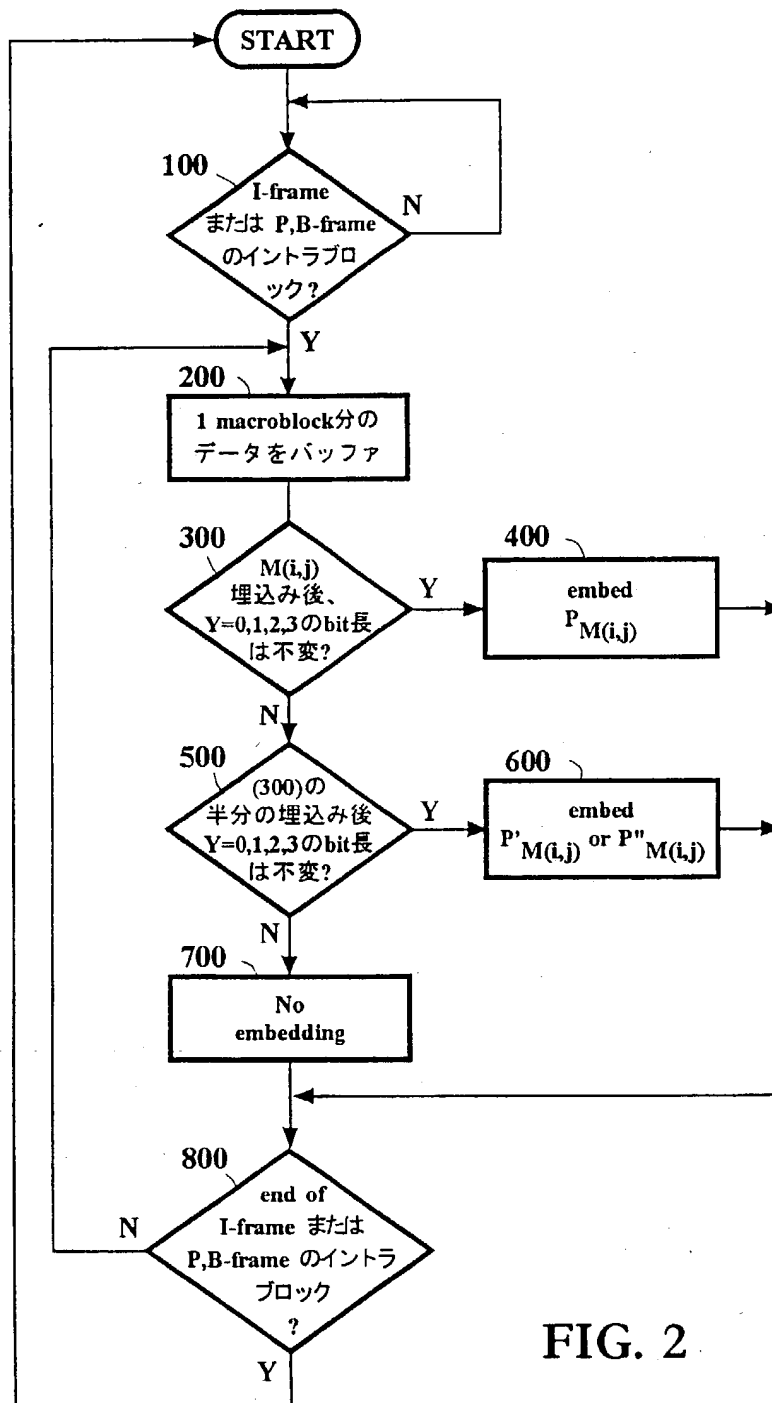 START
100
I-frame
または P,B-frame
のイントラブロ
ック?
N
Y
200
1 macroblock分の
データをバッファ
300
M(i,j)
埋込み後、
Y=0,1,2,3のbit長
は不変?
Y
400
embed
P M(i,j)
N
500
(300)の
半分の埋込み後
Y=0,1,2,3のbit長
は不変?
Y
600
embed
P' M(i,j) or P" M(i,j)
N
700
No
embedding
800
end of
I-frame または
P,B-frame のイントラ
ブロック
?
N
Y
FIG. 2